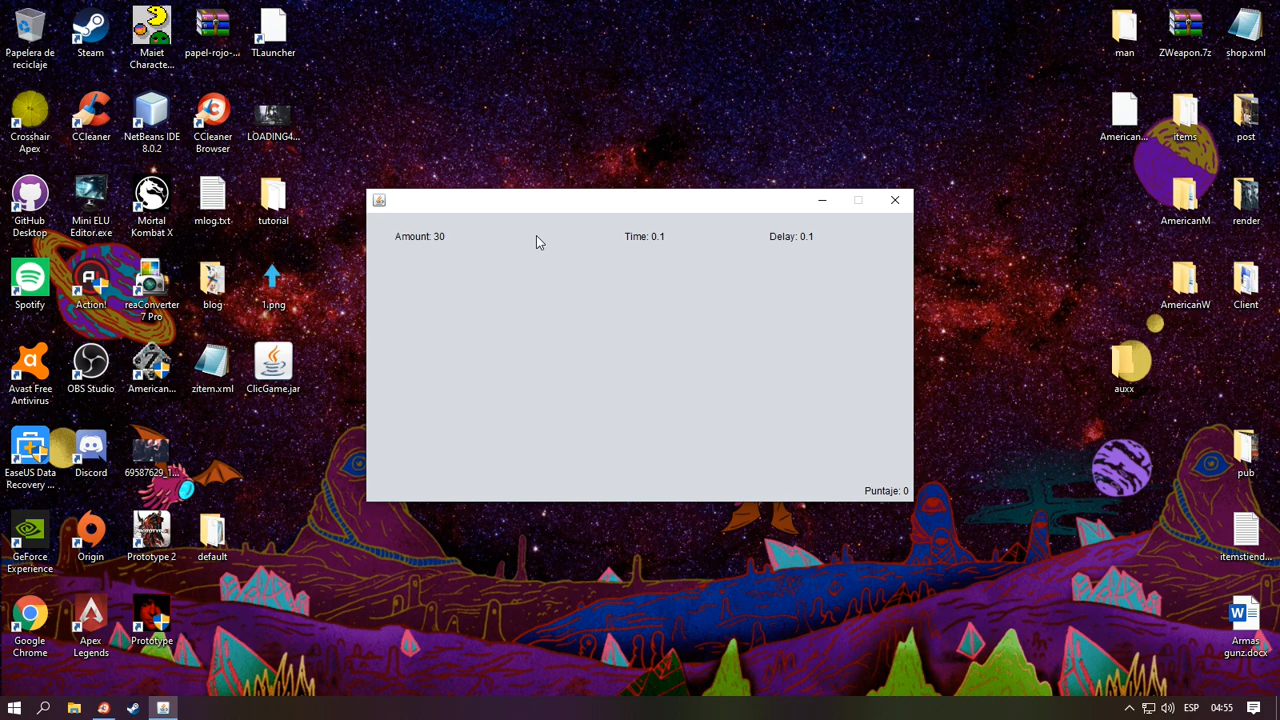 Papelera de
reciclaje
Steam
Maiet
Characte...
papel-rojo-...
TLauncher
man
ZWeapon.7z
shop.xml
Crosshair
Apex
CCleaner
NetBeans IDE
8.0.2
CCleaner
Browser
LOADING4...
American...
items
post
GitHub
Desktop
Mini ELU
Editor.exe
Mortal
Kombat X
mlog.txt
tutorial
AmericanM
render
Amount: 30
Time: 0.1
Delay: 0.1
Spotify
Action!
reaConverter
7 Pro
blog
1.png
AmericanW
Client
Avast Free
Antivirus
OBS Studio
American...
zitem.xml
ClicGame.jar
auxx
EaseUS Data
Recovery ...
Discord
69587629_1...
pub
Puntaje: 0
GeForce
Experience
Origin
Prototype 2
default
itemstiend...
Google
Chrome
Apex
Legends
Prototype
Armas
gunz.docx
ESP
04:55